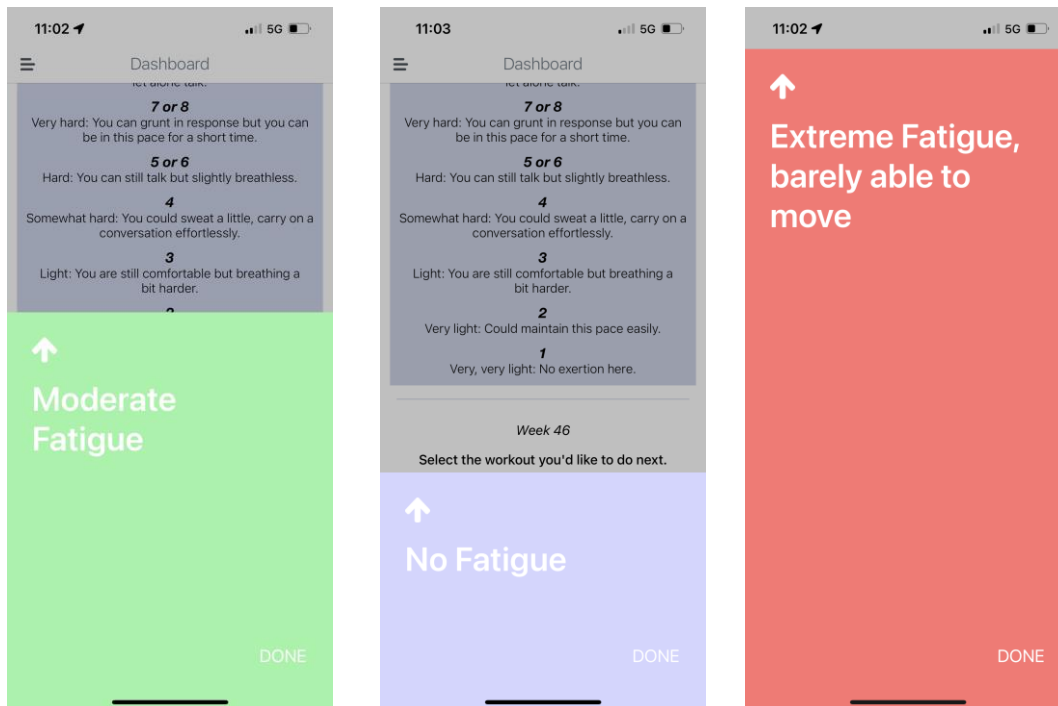 11:02
5G
Dashboard
let alone talk.
7 or 8
Very hard: You can grunt in response but you can
be in this pace for a short time.
5 or 6
Hard: You can still talk but slightly breathless.
4
Somewhat hard: You could sweat a little, carry on a
conversation effortlessly.
3
Light: You are still comfortable but breathing a
bit harder.
2
Moderate
Fatigue
DONE
11:03
5G
Dashboard
let alone talk.
7 or 8
Very hard: You can grunt in response but you can
be in this pace for a short time.
5 or 6
Hard: You can still talk but slightly breathless.
4
Somewhat hard: You could sweat a little, carry on a
conversation effortlessly.
3
Light: You are still comfortable but breathing a
bit harder.
2
Very light: Could maintain this pace easily.
1
Very, very light: No exertion here.
Week 46
Select the workout you'd like to do next.
No Fatigue
DONE
11:02
5G
Extreme Fatigue,
barely able to
move
DONE